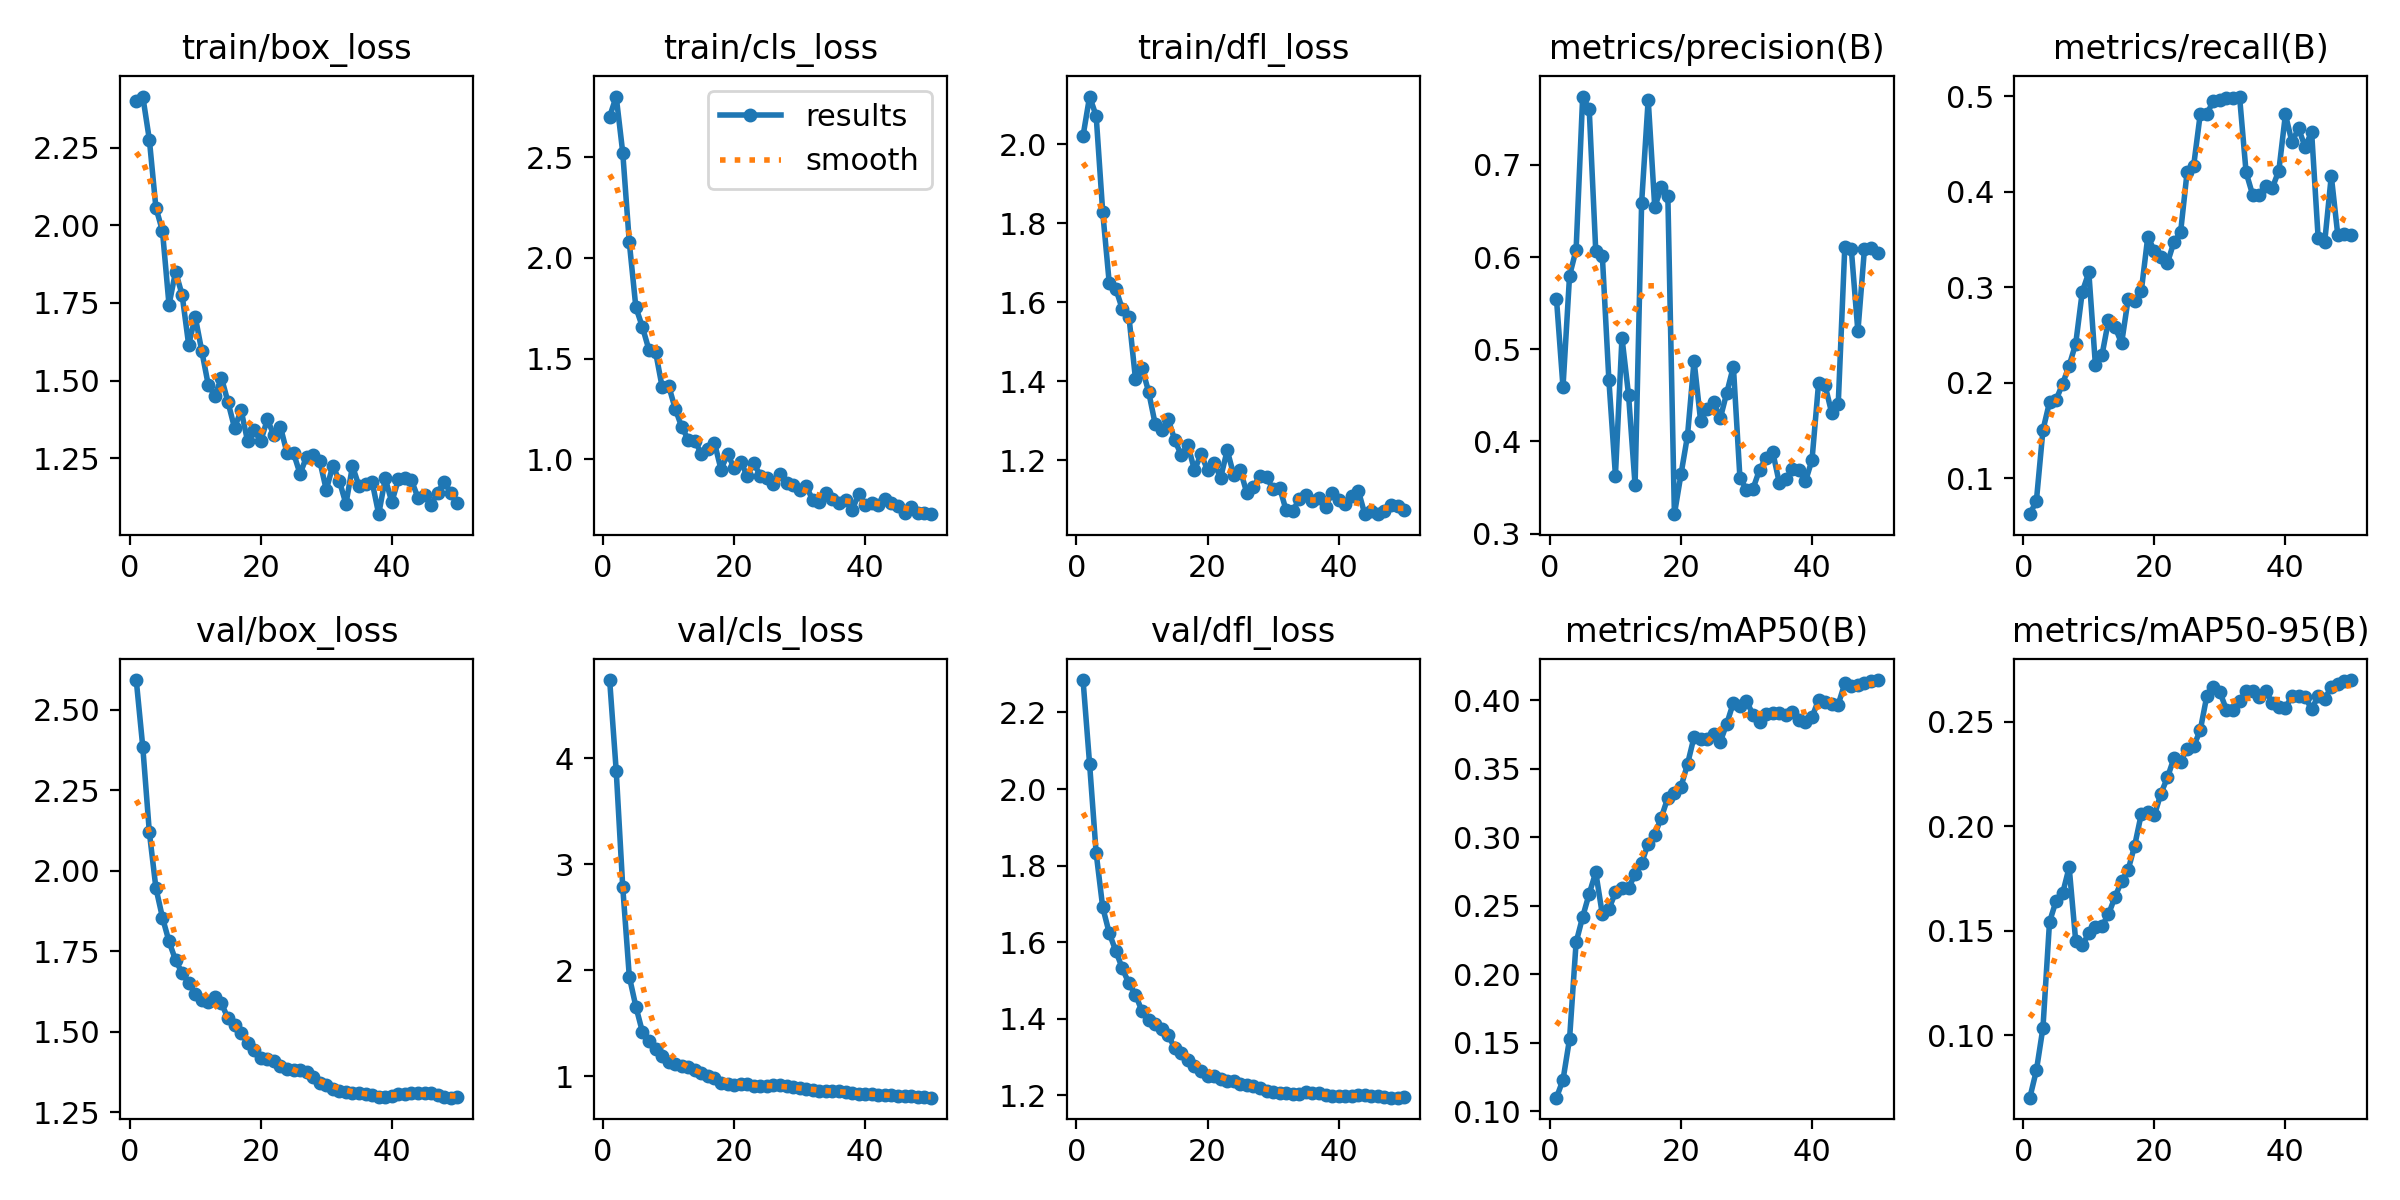 train/box_loss
2.25
2.00
1.75
1.50
1.25
0 20 40
train/cls_loss
results
smooth
2.5
2.0
1.5
1.0
0 20 40
train/dfl_loss
2.0
1.8
1.6
1.4
1.2
0 20 40
metrics/precision(B)
0.7
0.6
0.5
0.4
0.3
0 20 40
metrics/recall(B)
0.5
0.4
0.3
0.2
0.1
0 20 40
val/box_loss
2.50
2.25
2.00
1.75
1.50
1.25
0 20 40
val/cls_loss
4
3
2
1
0 20 40
val/dfl_loss
2.2
2.0
1.8
1.6
1.4
1.2
0 20 40
metrics/mAP50(B)
0.40
0.35
0.30
0.25
0.20
0.15
0.10
0 20 40
metrics/mAP50-95(B)
0.25
0.20
0.15
0.10
0 20 40